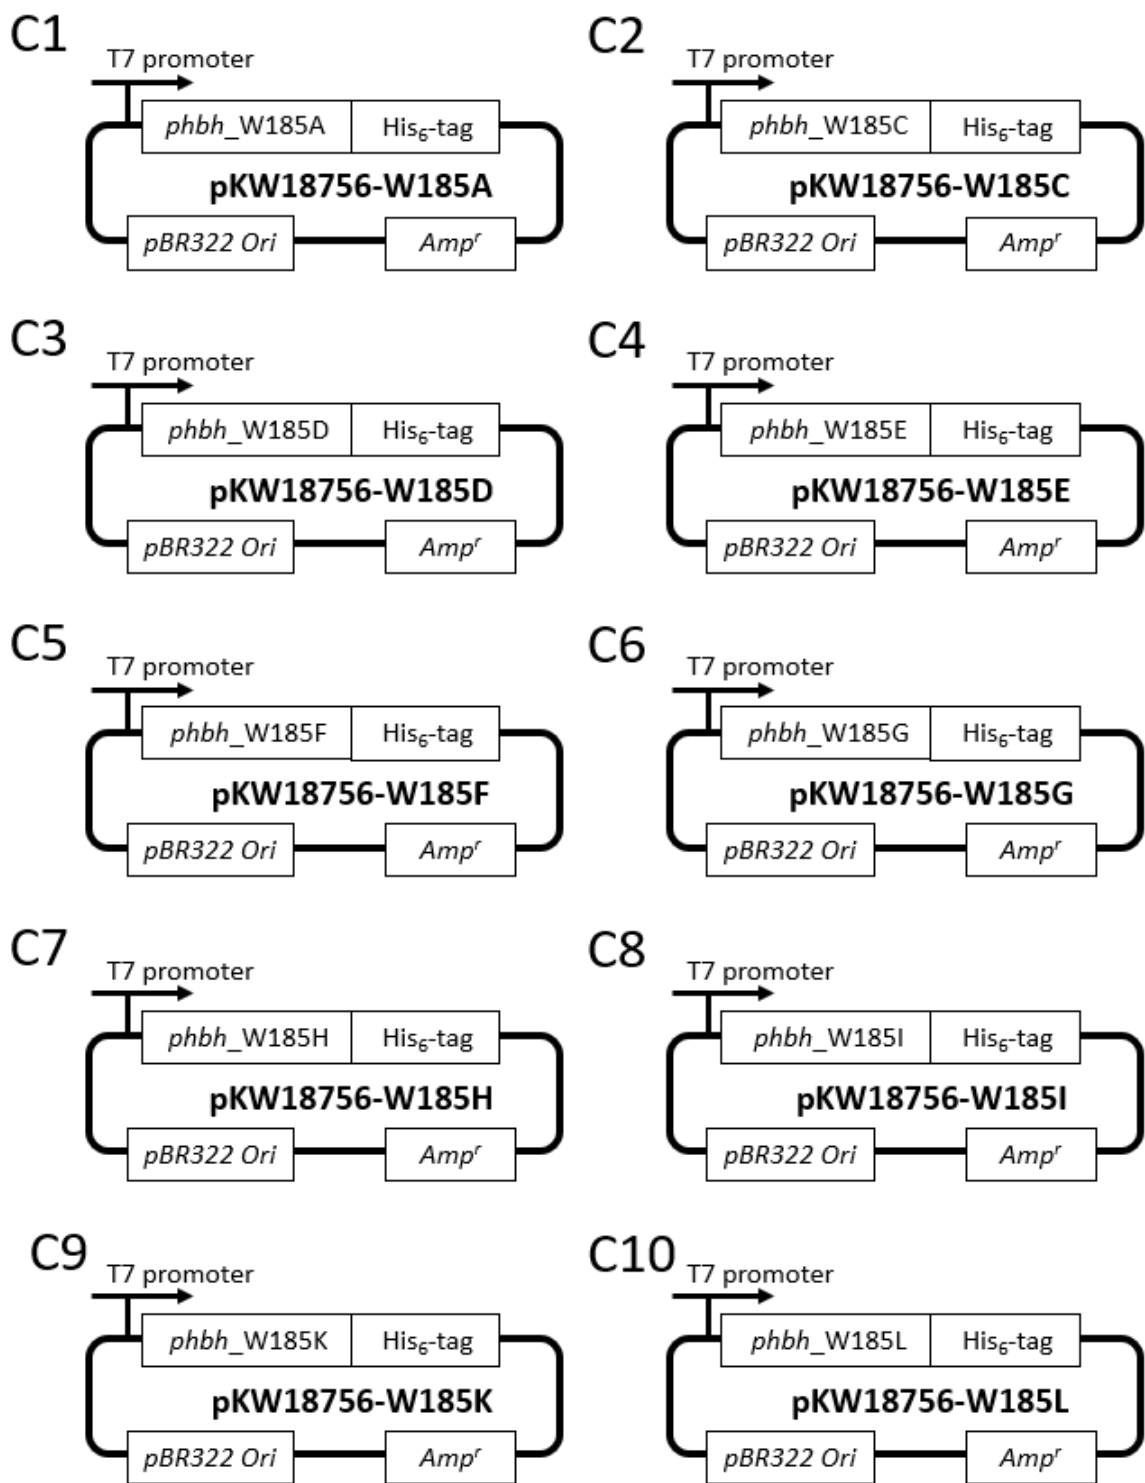 C1
T7 promoter
phbh_W185A His₆-tag
pKW18756-W185A
pBR322 Ori Ampʳ
C2
T7 promoter
phbh_W185C His₆-tag
pKW18756-W185C
pBR322 Ori Ampʳ
C3
T7 promoter
phbh_W185D His₆-tag
pKW18756-W185D
pBR322 Ori Ampʳ
C4
T7 promoter
phbh_W185E His₆-tag
pKW18756-W185E
pBR322 Ori Ampʳ
C5
T7 promoter
phbh_W185F His₆-tag
pKW18756-W185F
pBR322 Ori Ampʳ
C6
T7 promoter
phbh_W185G His₆-tag
pKW18756-W185G
pBR322 Ori Ampʳ
C7
T7 promoter
phbh_W185H His₆-tag
pKW18756-W185H
pBR322 Ori Ampʳ
C8
T7 promoter
phbh_W185I His₆-tag
pKW18756-W185I
pBR322 Ori Ampʳ
C9
T7 promoter
phbh_W185K His₆-tag
pKW18756-W185K
pBR322 Ori Ampʳ
C10
T7 promoter
phbh_W185L His₆-tag
pKW18756-W185L
pBR322 Ori Ampʳ